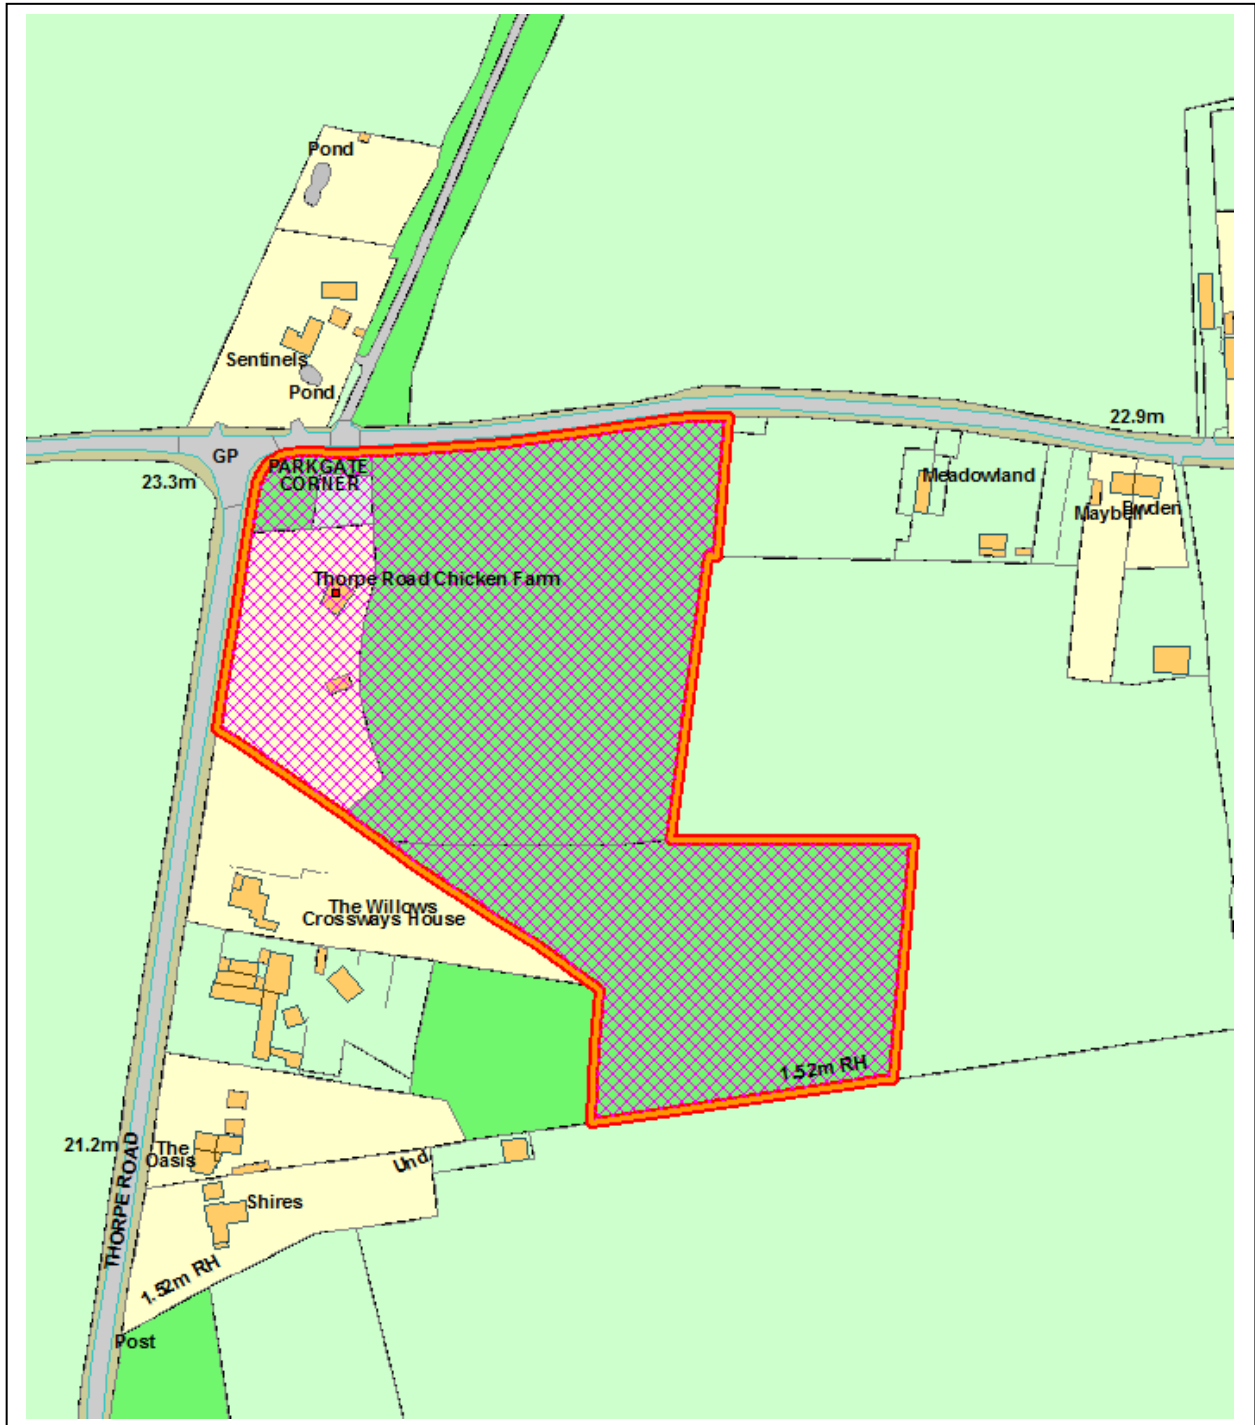 Pond
Sentinels
Pond
22.9m
GP
PARKGATE
CORNER
23.3m
Meadowland
Maybell
Thorpe Road Chicken Farm
The Willows
Crossways House
1.52m RH
21.2m
The
Oasis
THORPE ROAD
Und
Shires
1.52m RH
Post